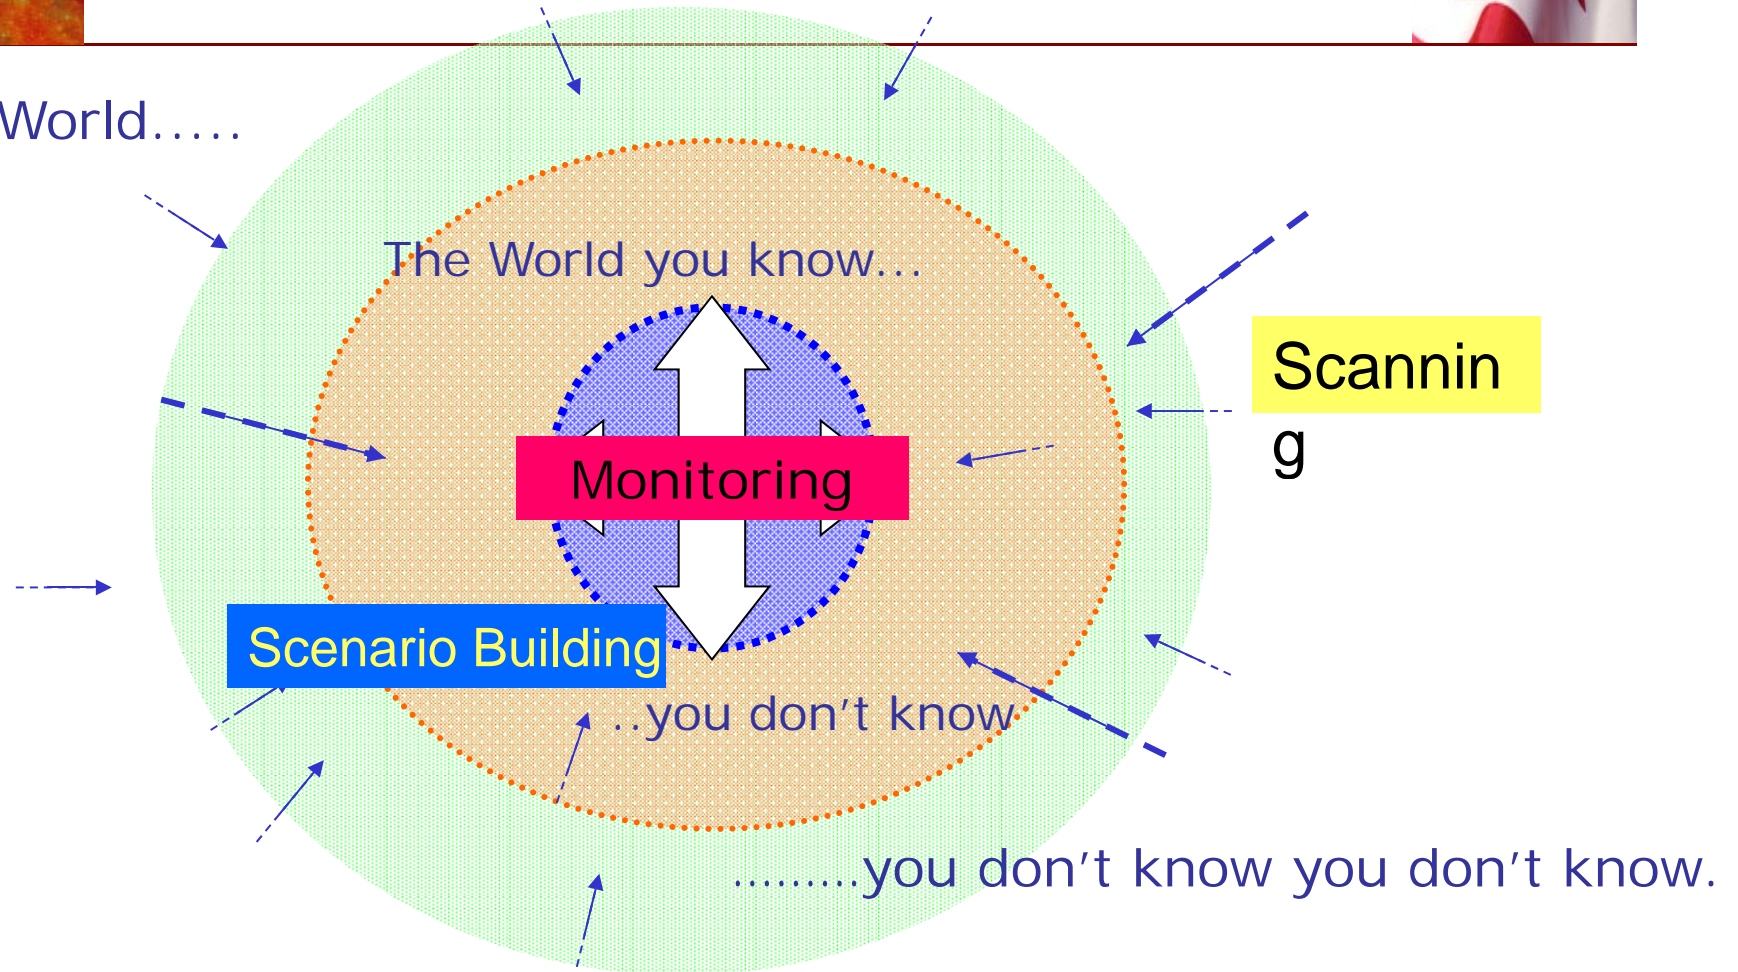 World.....
The World you know...
Scannin
g
Monitoring
Scenario Building
..you don't know
.........you don't know you don't know.